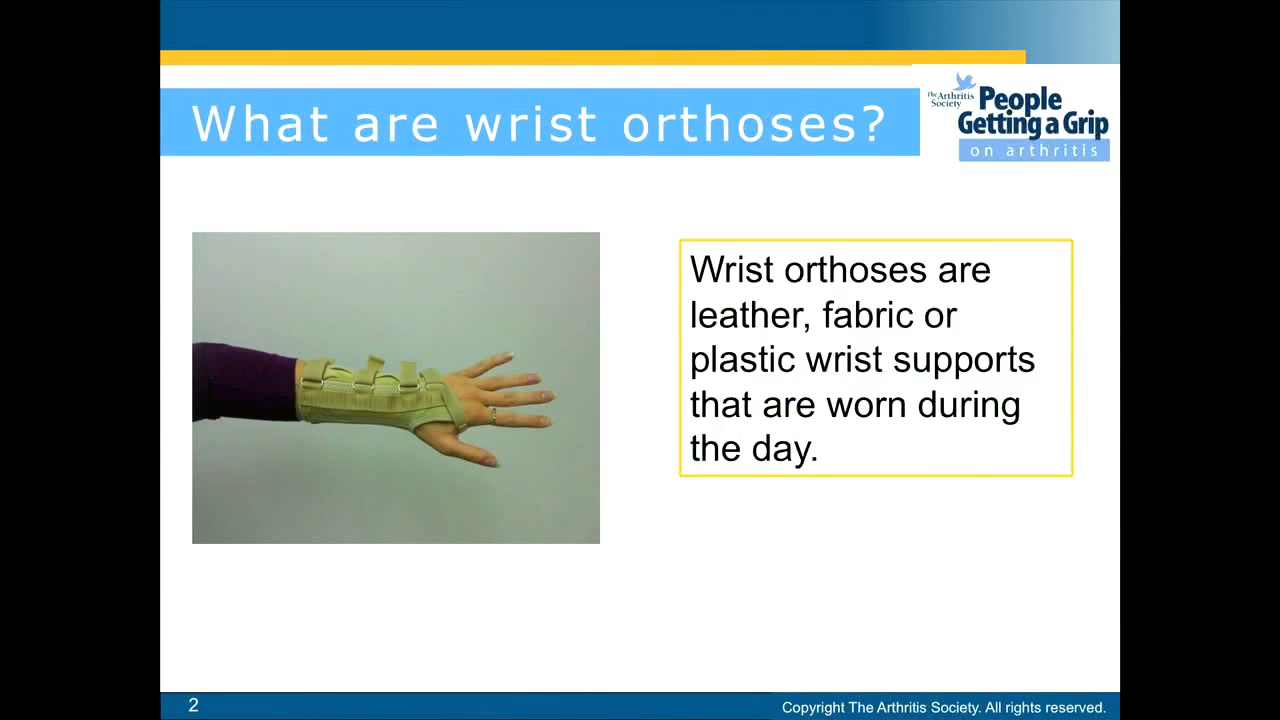 What are wrist orthoses?
The Arthritis
Society
People
Getting a Grip
on arthritis
Wrist orthoses are
leather, fabric or
plastic wrist supports
that are worn during
the day.
2
Copyright The Arthritis Society. All rights reserved.